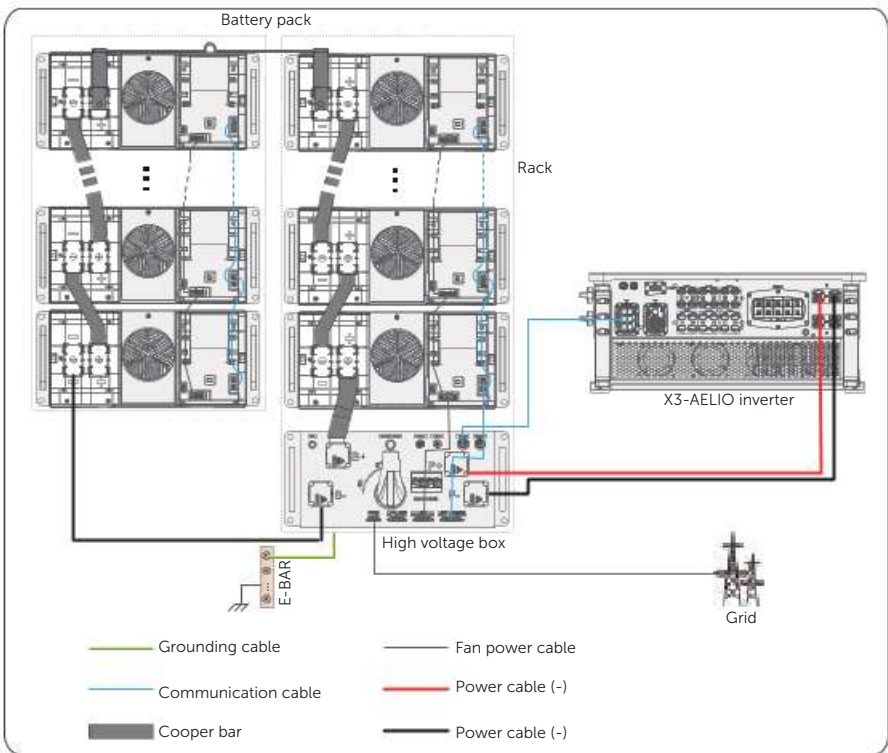 Battery pack
Rack
X3-AELIO inverter
B+
P+
B-
P-
High voltage box
E-BAR
Grid
Grounding cable
Fan power cable
Communication cable
Power cable (-)
Cooper bar
Power cable (-)